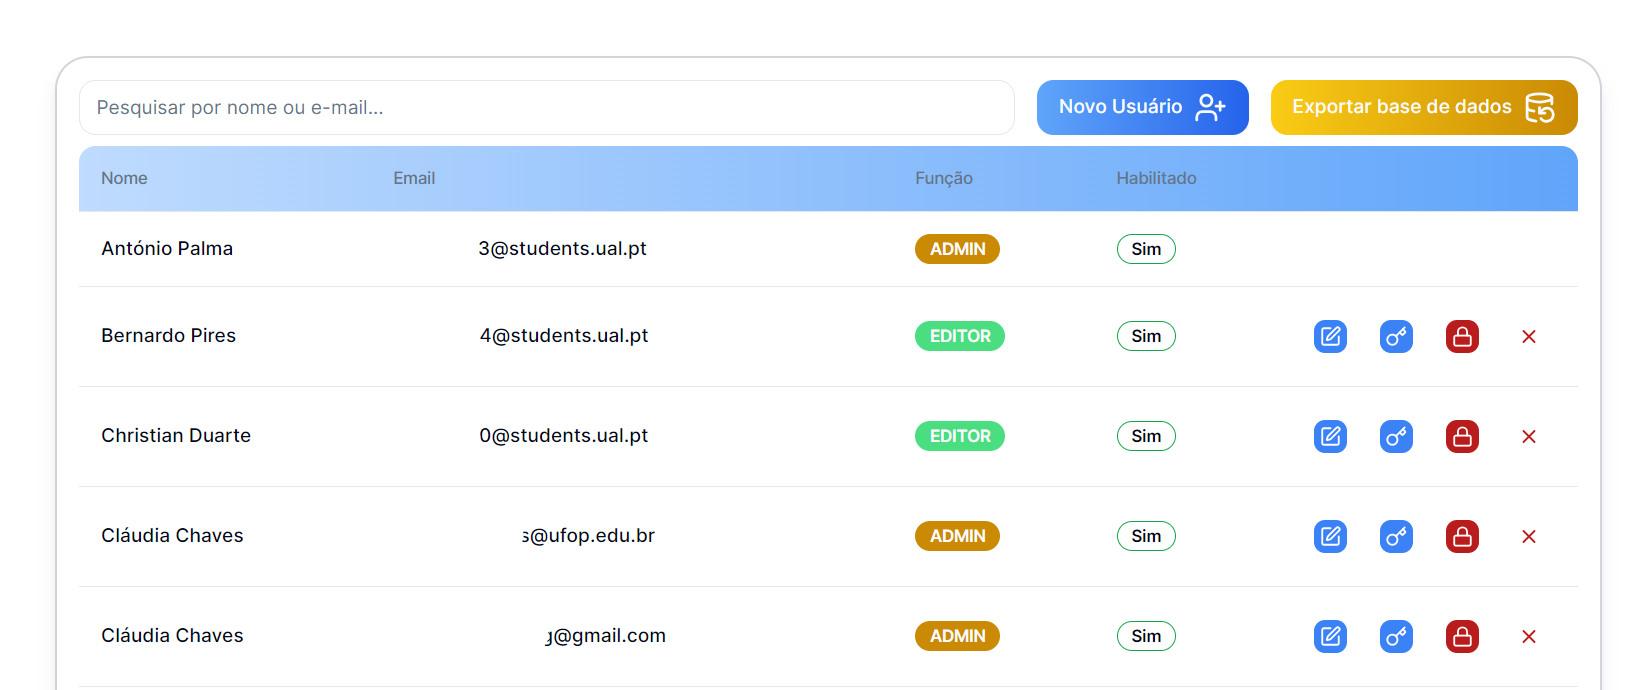 Pesquisar por nome ou e-mail...
Novo Usuário
Exportar base de dados
Nome Email Função Habilitado
António Palma 3@students.ual.pt ADMIN Sim
Bernardo Pires 4@students.ual.pt EDITOR Sim
Christian Duarte 0@students.ual.pt EDITOR Sim
Cláudia Chaves s@ufop.edu.br ADMIN Sim
Cláudia Chaves g@gmail.com ADMIN Sim